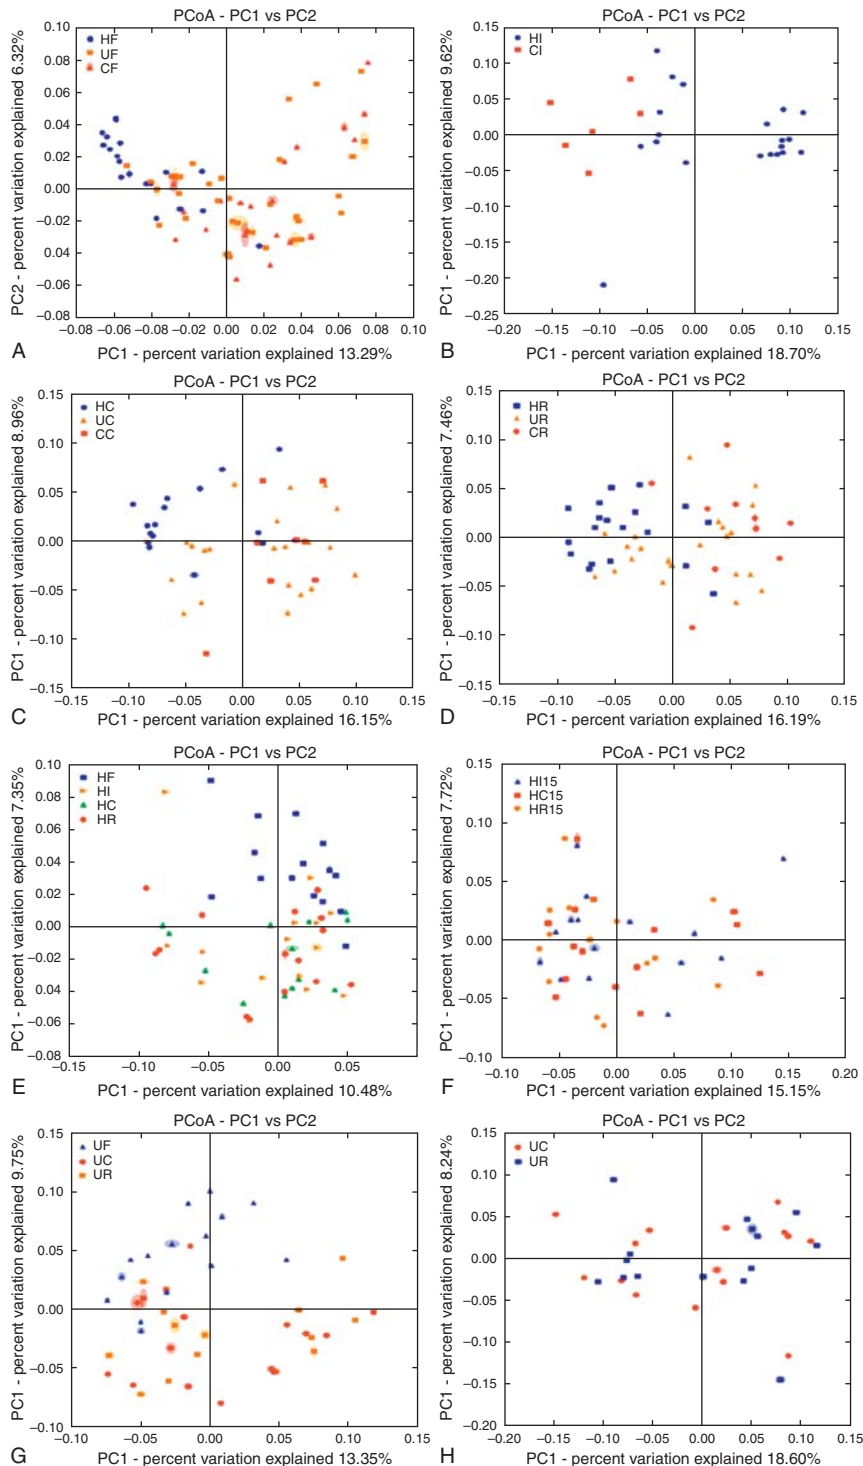 PCoA - PC1 vs PC2
PC2 - percent variation explained 6.32%
0.10
0.08
0.06
0.04
0.02
0.00
−0.02
0.04
−0.06
−0.08
HF
UF
CF
−0.08 −0.06 −0.08 −0.02 0.00 0.02 0.04 0.06 0.08 0.10
A
PC1 - percent variation explained 13.29%
PCoA - PC1 vs PC2
PC1 - percent variation explained 9.62%
0.15
0.10
0.05
0.00
−0.05
−0.10
−0.15
−0.20
−0.25
HI
CI
−0.20 −0.15 −0.10 −0.05 0.00 0.05 0.10 0.15
B
PC1 - percent variation explained 18.70%
PCoA - PC1 vs PC2
PC1 - percent variation explained 8.96%
0.15
0.10
0.05
0.00
−0.05
−0.10
−0.15
HC
UC
CC
−0.15 −0.10 −0.05 0.00 0.05 0.10 0.15
C
PC1 - percent variation explained 16.15%
PCoA - PC1 vs PC2
PC1 - percent variation explained 7.46%
0.15
0.10
0.05
0.00
−0.05
−0.10
−0.15
HR
UR
CR
−0.15 −0.10 −0.05 0.00 0.05 0.10 0.15
D
PC1 - percent variation explained 16.19%
PCoA - PC1 vs PC2
PC1 - percent variation explained 7.35%
0.10
0.08
0.06
0.04
0.02
0.00
−0.02
0.04
−0.06
−0.08
HF
HI
HC
HR
−0.15 −0.10 −0.05 0.00 0.05
E
PC1 - percent variation explained 10.48%
PCoA - PC1 vs PC2
PC1 - percent variation explained 7.72%
0.15
0.10
0.05
0.00
−0.05
−0.10
HI15
HC15
HR15
−0.10 −0.05 0.00 0.05 0.10 0.15 0.20
F
PC1 - percent variation explained 15.15%
PCoA - PC1 vs PC2
PC1 - percent variation explained 9.75%
0.15
0.10
0.05
0.00
−0.05
−0.10
UF
UC
UR
−0.10 −0.05 0.00 0.05 0.10 0.15
G
PC1 - percent variation explained 13.35%
PCoA - PC1 vs PC2
PC1 - percent variation explained 8.24%
0.15
0.10
0.05
0.00
−0.05
−0.10
−0.15
−0.20
UC
UR
−0.20 −0.15 −0.10 −0.05 0.00 0.05 0.10 0.15
H
PC1 - percent variation explained 18.60%